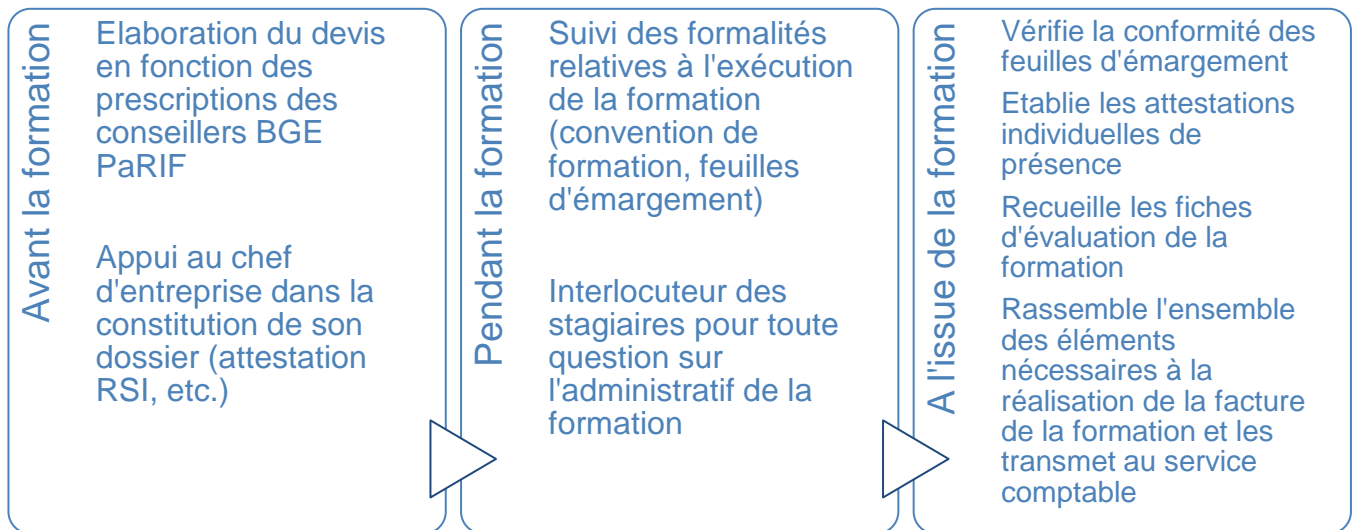 Avant la formation
Elaboration du devis
en fonction des
prescriptions des
conseillers BGE
PaRIF
Appui au chef
d'entreprise dans la
constitution de son
dossier (attestation
RSI, etc.)
Pendant la formation
Suivi des formalités
relatives à l'exécution
de la formation
(convention de
formation, feuilles
d'émargement)
Interlocuteur des
stagiaires pour toute
question sur
l'administratif de la
formation
A l'issue de la formation
Vérifie la conformité des
feuilles d'émargement
Etablie les attestations
individuelles de
présence
Recueille les fiches
d'évaluation de la
formation
Rassemble l'ensemble
des éléments
nécessaires à la
réalisation de la facture
de la formation et les
transmet au service
comptable